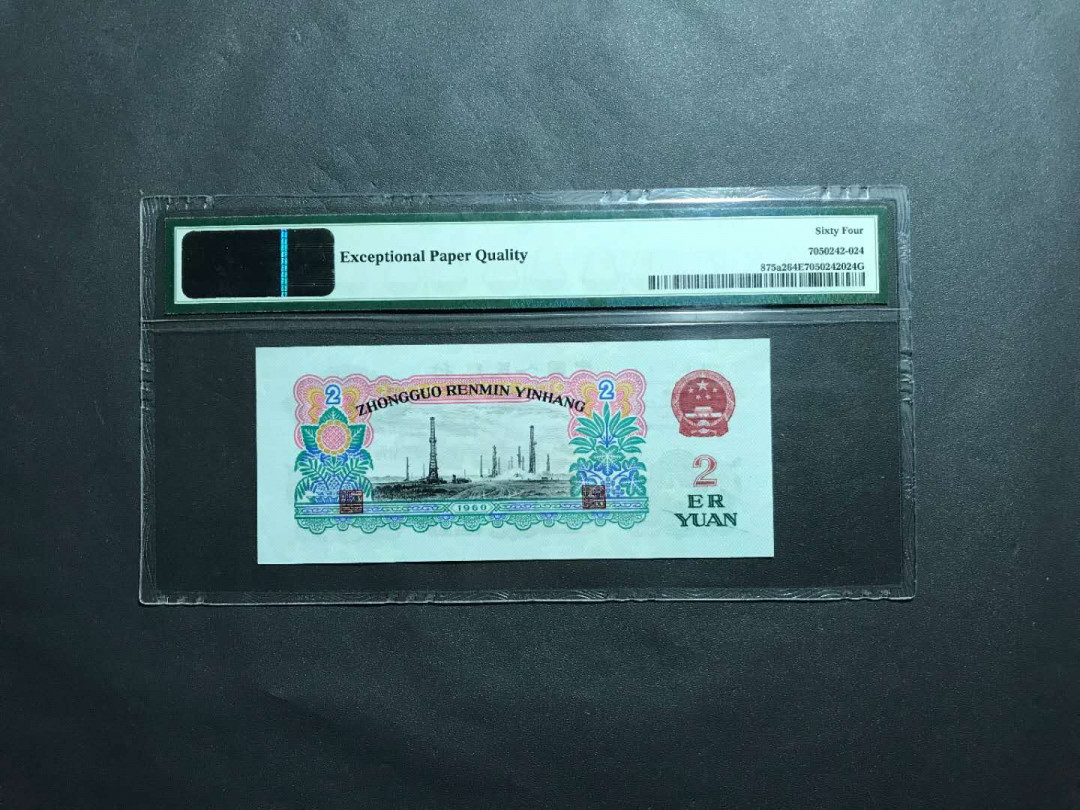 Sixty Four
Exceptional Paper Quality
7050242-024
875a264E7050242024G
2
ZHONGGUO RENMIN YINHANG
2
2
ER
YUAN
1960